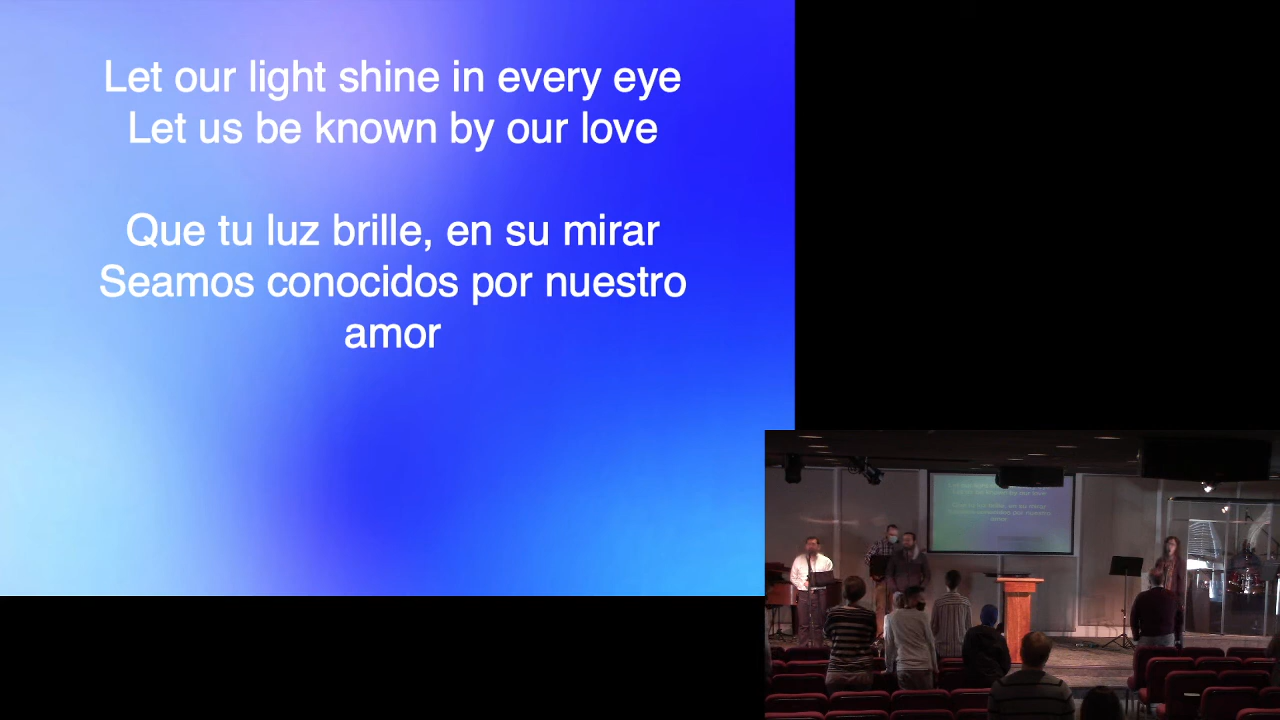 Let our light shine in every eye
Let us be known by our love
Que tu luz brille, en su mirar
Seamos conocidos por nuestro
amor